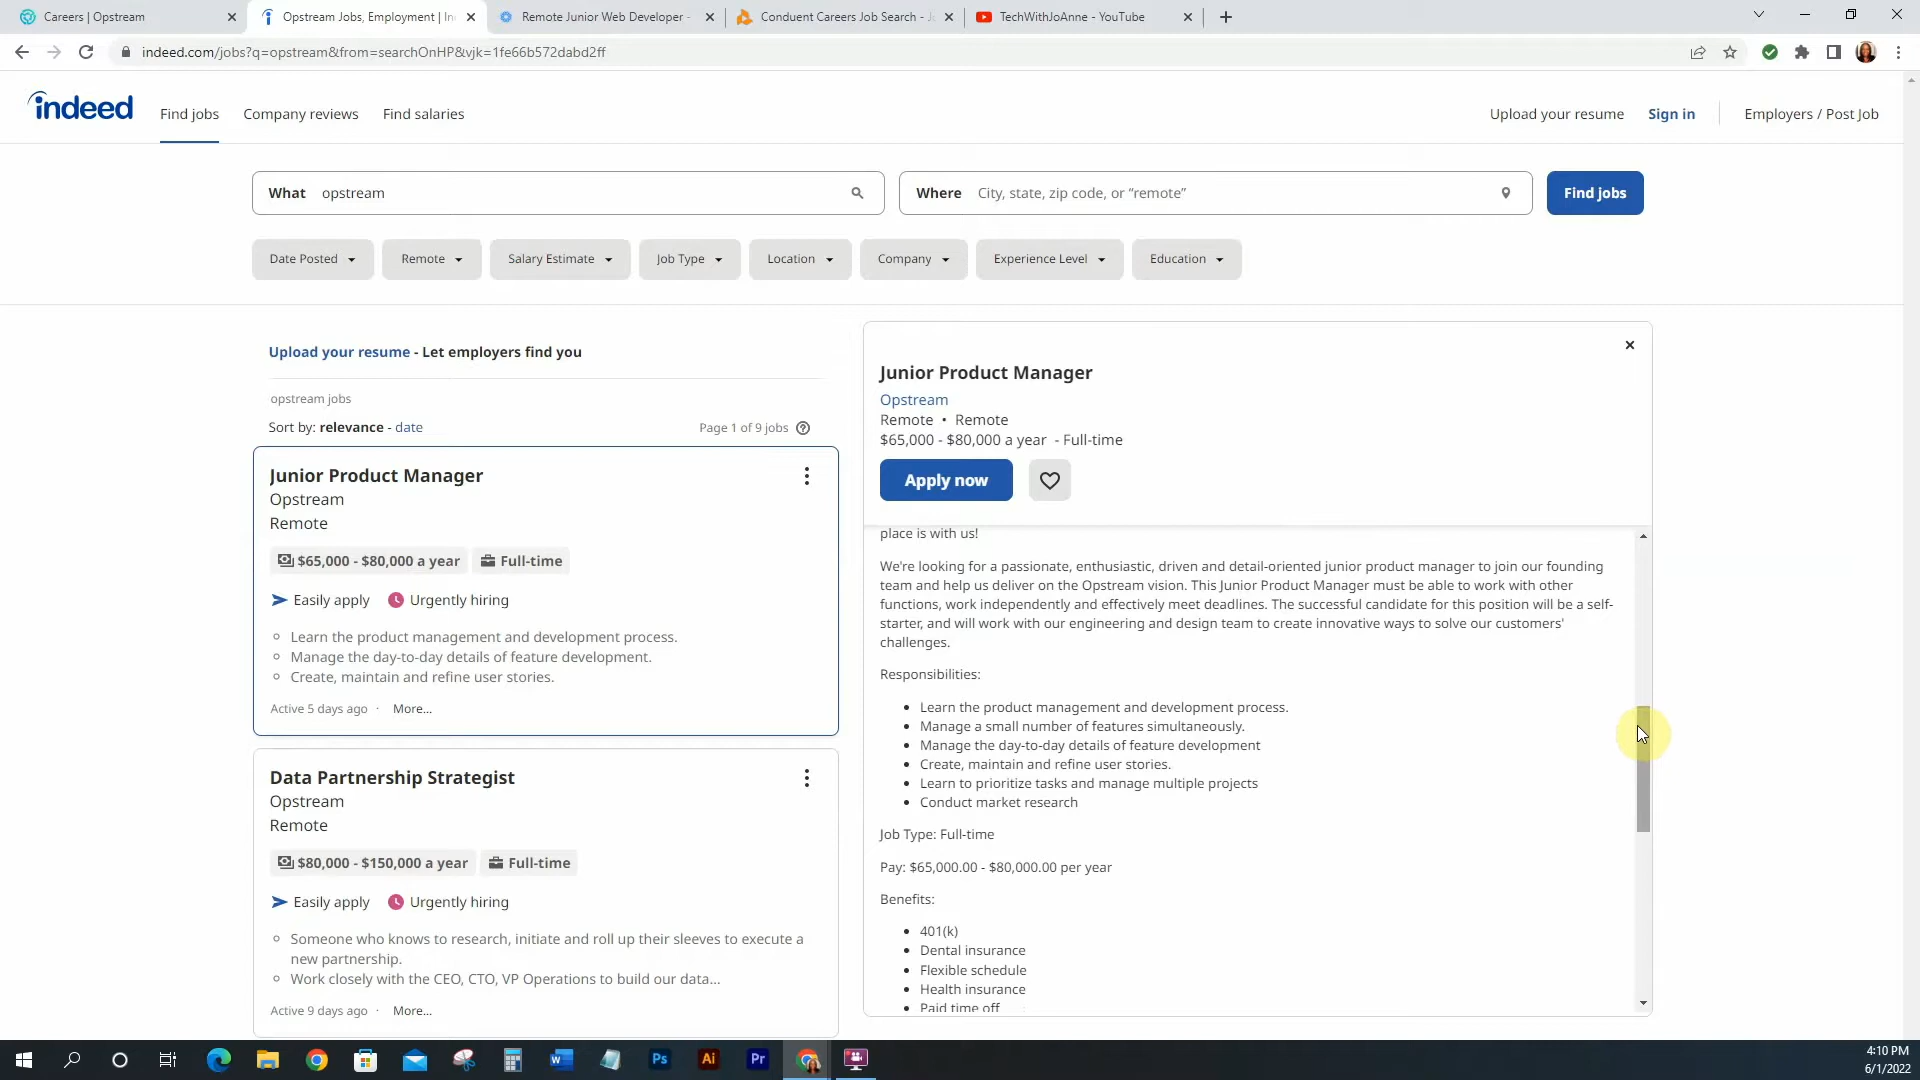 Careers | Opstream
Opstream Jobs, Employment | In
Remote Junior Web Developer -
Conduent Careers Job Search - Jo
TechWithJoAnne - YouTube
indeed.com/jobs?q=opstream&from=searchOnHP&vjk=1fe66b572dabd2ff
indeed
Find jobs
Company reviews
Find salaries
Upload your resume
Sign in
Employers / Post Job
What opstream
Where City, state, zip code, or “remote”
Find jobs
Date Posted
Remote
Salary Estimate
Job Type
Location
Company
Experience Level
Education
Upload your resume - Let employers find you
opstream jobs
Sort by: relevance - date
Page 1 of 9 jobs
Junior Product Manager
Opstream
Remote
$65,000 - $80,000 a year
Full-time
Easily apply
Urgently hiring
Learn the product management and development process.
Manage the day-to-day details of feature development.
Create, maintain and refine user stories.
Active 5 days ago · More...
Data Partnership Strategist
Opstream
Remote
$80,000 - $150,000 a year
Full-time
Easily apply
Urgently hiring
Someone who knows to research, initiate and roll up their sleeves to execute a
new partnership.
Work closely with the CEO, CTO, VP Operations to build our data...
Active 9 days ago · More...
Junior Product Manager
Opstream
Remote • Remote
$65,000 - $80,000 a year - Full-time
Apply now
place is with us!
We're looking for a passionate, enthusiastic, driven and detail-oriented junior product manager to join our founding
team and help us deliver on the Opstream vision. This Junior Product Manager must be able to work with other
functions, work independently and effectively meet deadlines. The successful candidate for this position will be a self-
starter, and will work with our engineering and design team to create innovative ways to solve our customers'
challenges.
Responsibilities:
Learn the product management and development process.
Manage a small number of features simultaneously.
Manage the day-to-day details of feature development
Create, maintain and refine user stories.
Learn to prioritize tasks and manage multiple projects
Conduct market research
Job Type: Full-time
Pay: $65,000.00 - $80,000.00 per year
Benefits:
401(k)
Dental insurance
Flexible schedule
Health insurance
Paid time off
Ps
Ai
Pr
4:10 PM
6/1/2022